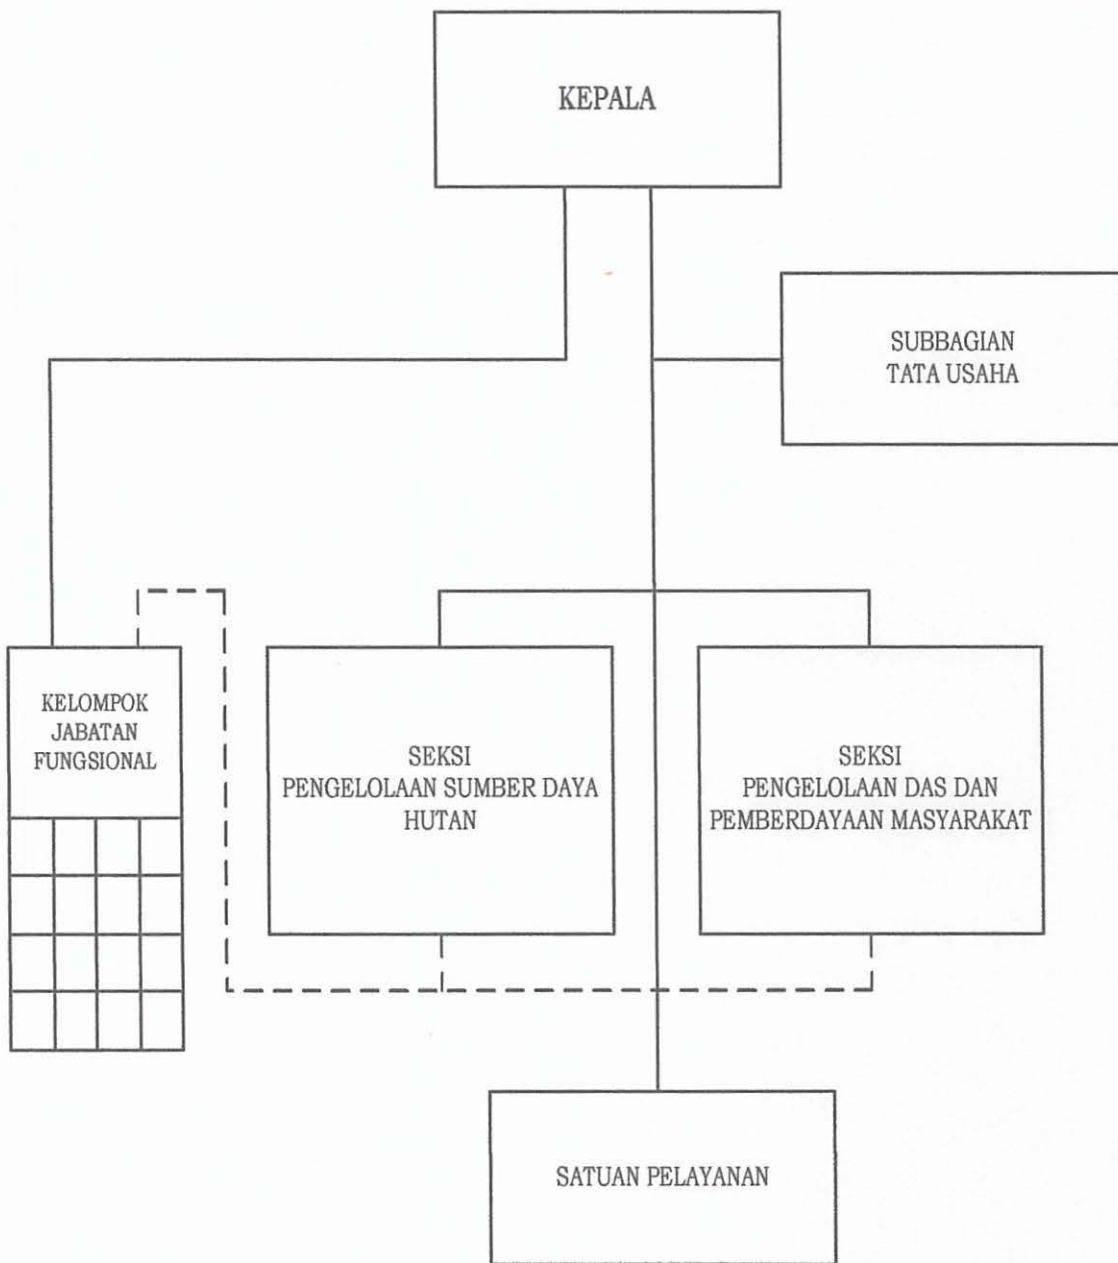 KEPALA
SUBBAGIAN
TATA USAHA
KELOMPOK
JABATAN
FUNGSIONAL
SEKSI
PENGELOLAAN SUMBER DAYA
HUTAN
SEKSI
PENGELOLAAN DAS DAN
PEMBERDAYAAN MASYARAKAT
SATUAN PELAYANAN